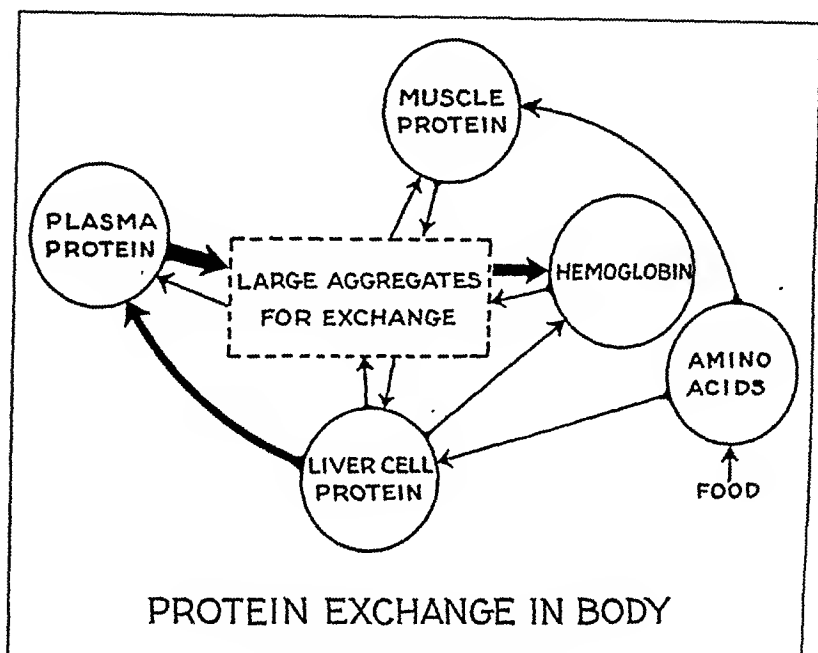 MUSCLE
PROTEIN
PLASMA
PROTEIN
LARGE AGGREGATES
FOR EXCHANGE
HEMOGLOBIN
AMINO
ACIDS
LIVER CELL
PROTEIN
FOOD
PROTEIN EXCHANGE IN BODY